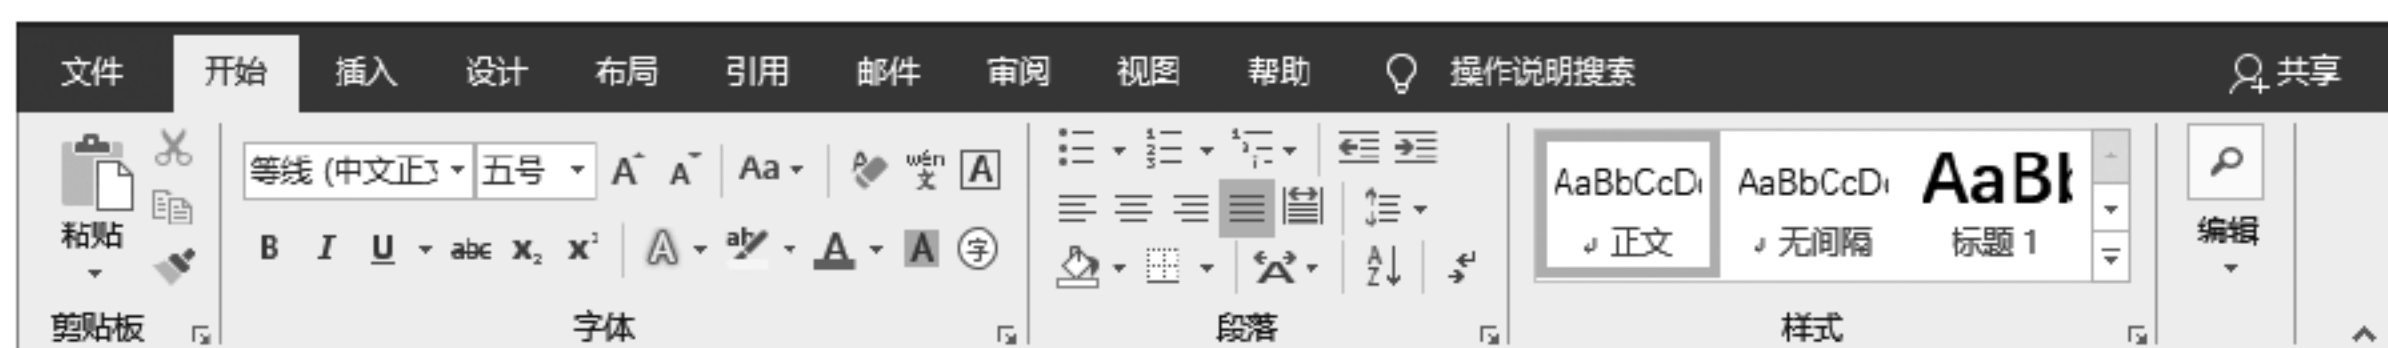 文件 开始 插入 设计 布局 引用 邮件 审阅 视图 帮助 操作说明搜索 共享
粘贴
剪贴板
等线 (中文正 五号 A A Aa wén 文 A
B I U abc X₂ X² A ab A A 字
字体
段落
AaBbCcD AaBbCcD AaBb
正文 无间隔 标题 1
样式
编辑